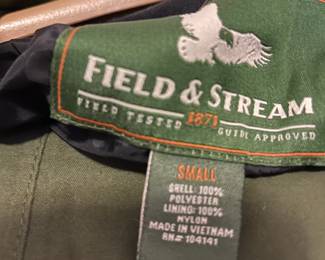 FIELD & STREAM
FIELD TESTED 1871 GUIDE APPROVED
SMALL
SHELL: 100%
POLYESTER
LINING: 100%
NYLON
MADE IN VIETNAM
RN# 104141